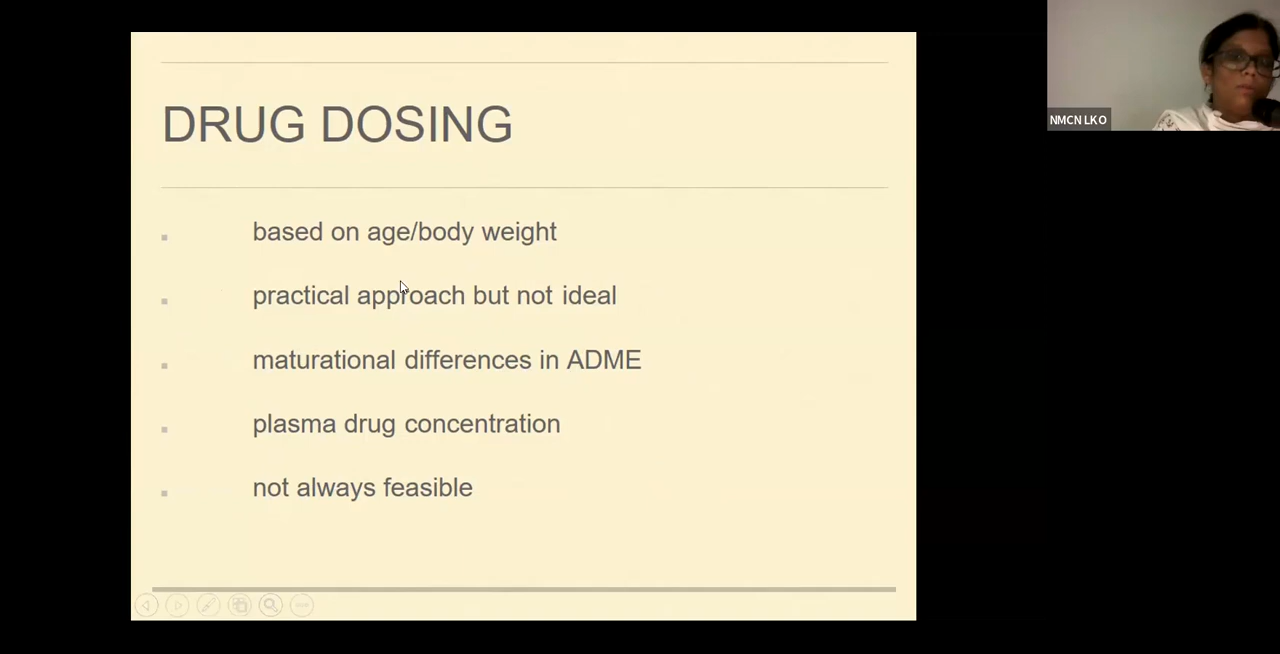 DRUG DOSING
based on age/body weight
practical approach but not ideal
maturational differences in ADME
plasma drug concentration
not always feasible
NMCN LKO